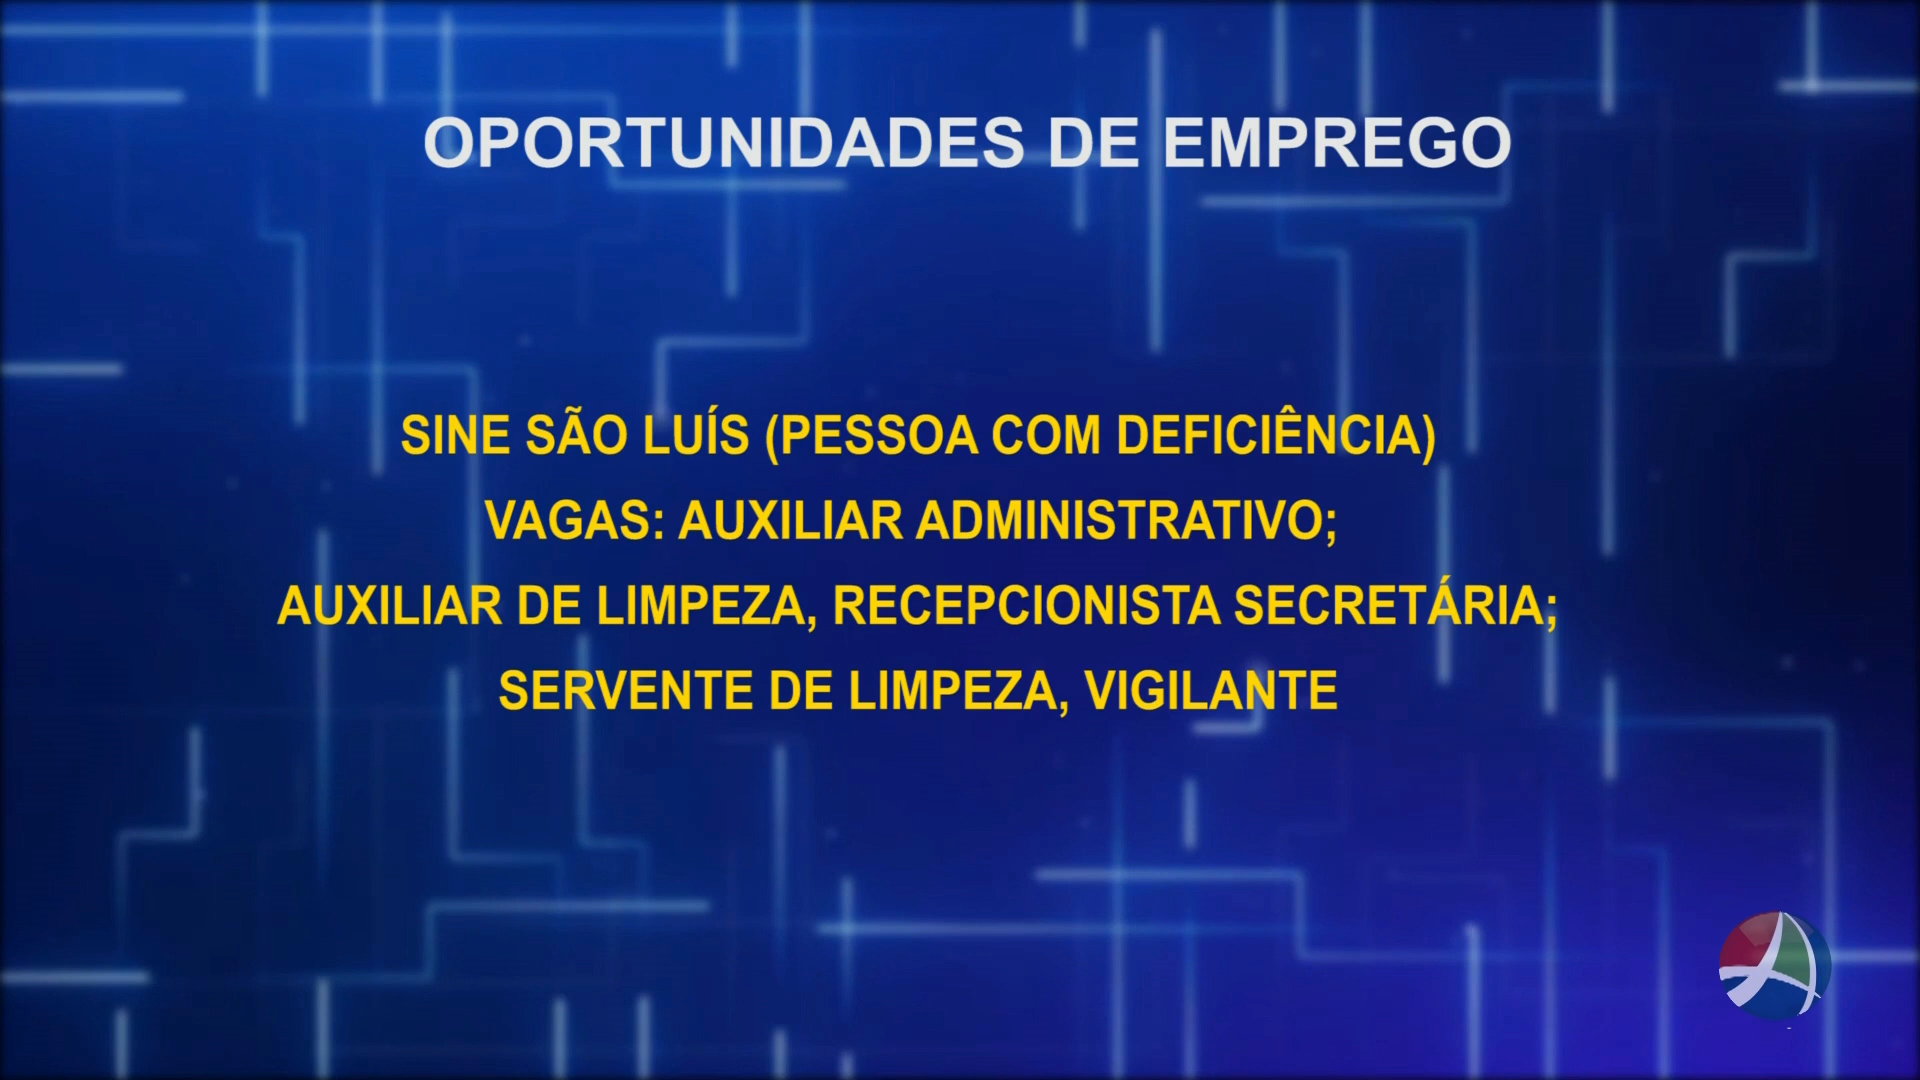 OPORTUNIDADES DE EMPREGO
SINE SÃO LUÍS (PESSOA COM DEFICIÊNCIA)
VAGAS: AUXILIAR ADMINISTRATIVO;
AUXILIAR DE LIMPEZA, RECEPCIONISTA SECRETÁRIA;
SERVENTE DE LIMPEZA, VIGILANTE